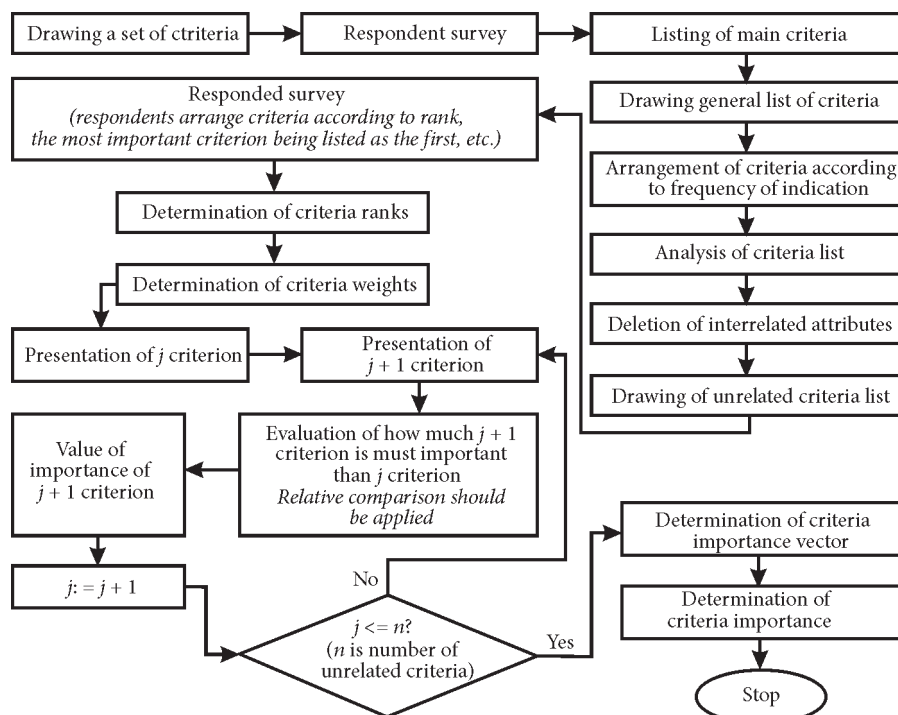 Drawing a set of ctriteria
Respondent survey
Listing of main criteria
Drawing general list of criteria
Arrangement of criteria according
to frequency of indication
Analysis of criteria list
Deletion of interrelated attributes
Drawing of unrelated criteria list
Responded survey
(respondents arrange criteria according to rank,
the most important criterion being listed as the first, etc.)
Determination of criteria ranks
Determination of criteria weights
Presentation of j criterion
Presentation of
j + 1 criterion
Evaluation of how much j + 1
criterion is must important
than j criterion
Relative comparison should
be applied
Value of
importance of
j + 1 criterion
j: = j + 1
j <= n?
(n is number of
unrelated criteria)
No
Yes
Determination of criteria
importance vector
Determination of
criteria importance
Stop